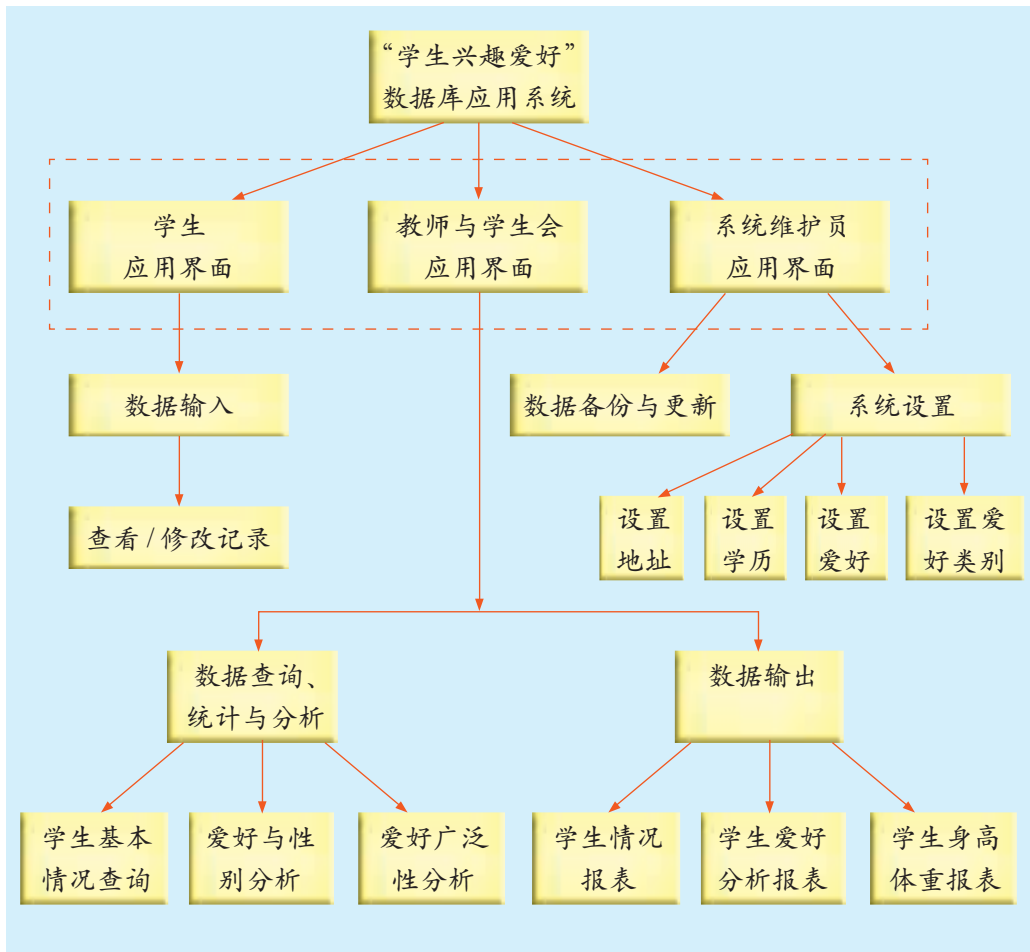 “学生兴趣爱好”
数据库应用系统
学生
应用界面
教师与学生会
应用界面
系统维护员
应用界面
数据输入
数据备份与更新
系统设置
查看/修改记录
设置
地址
设置
学历
设置
爱好
设置爱
好类别
数据查询、
统计与分析
数据输出
学生基本
情况查询
爱好与性
别分析
爱好广泛
性分析
学生情况
报表
学生爱好
分析报表
学生身高
体重报表